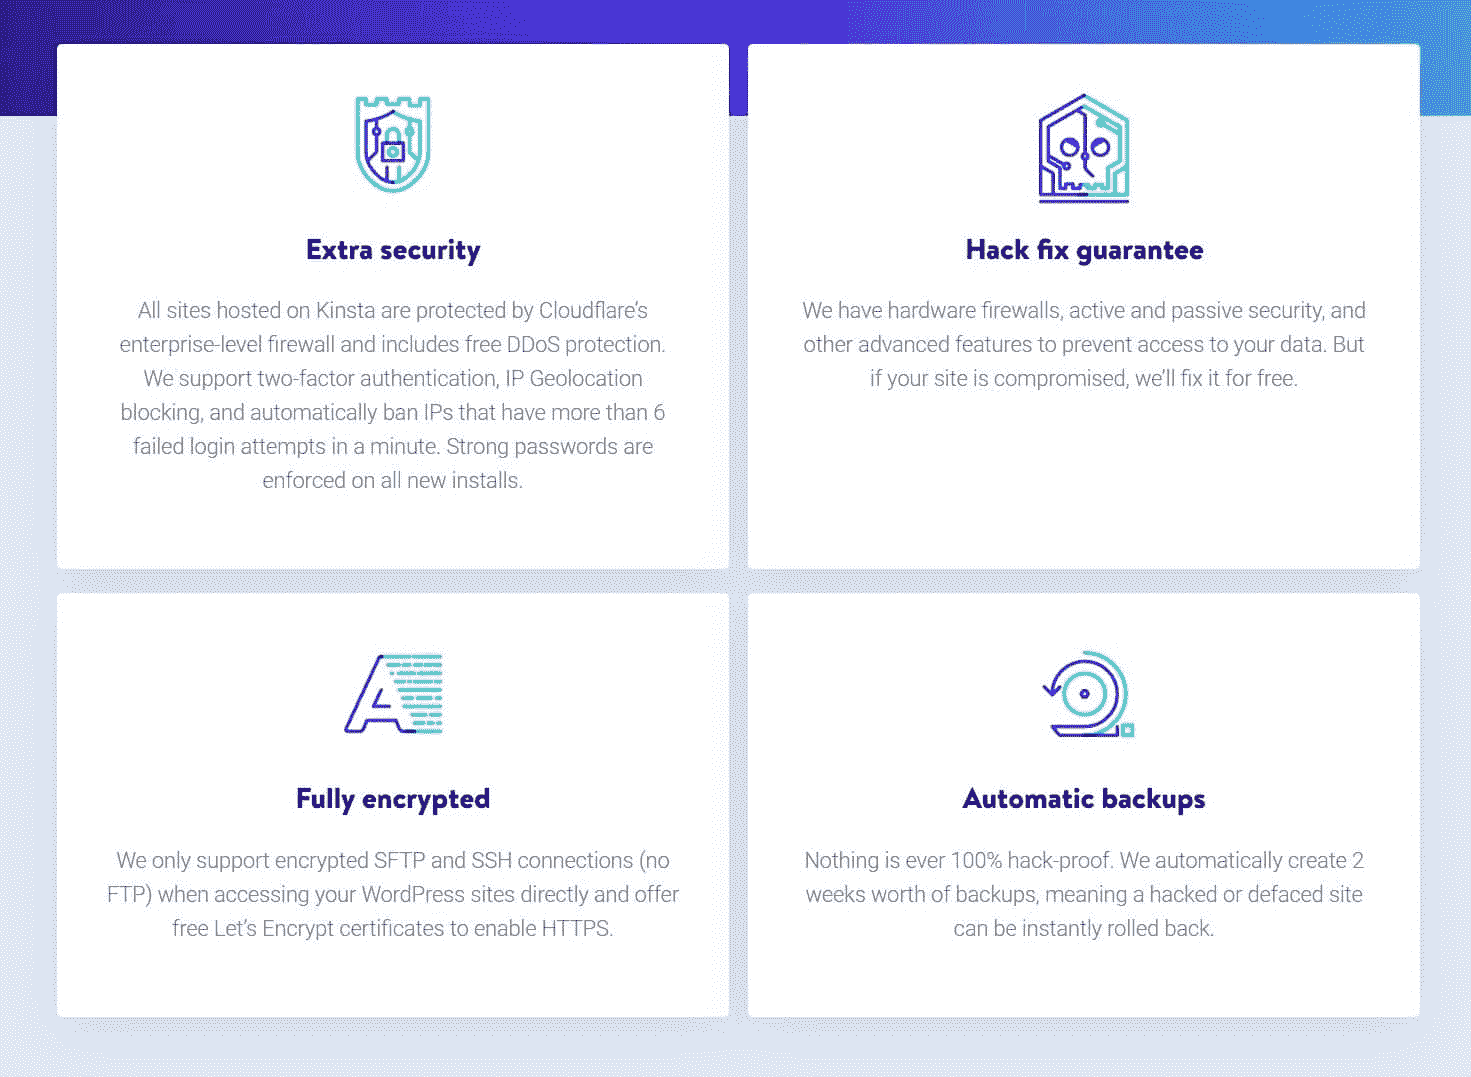 Extra security
All sites hosted on Kinsta are protected by Cloudflare’s
enterprise-level firewall and includes free DDoS protection.
We support two-factor authentication, IP Geolocation
blocking, and automatically ban IPs that have more than 6
failed login attempts in a minute. Strong passwords are
enforced on all new installs.
Hack fix guarantee
We have hardware firewalls, active and passive security, and
other advanced features to prevent access to your data. But
if your site is compromised, we’ll fix it for free.
Fully encrypted
We only support encrypted SFTP and SSH connections (no
FTP) when accessing your WordPress sites directly and offer
free Let’s Encrypt certificates to enable HTTPS.
Automatic backups
Nothing is ever 100% hack-proof. We automatically create 2
weeks worth of backups, meaning a hacked or defaced site
can be instantly rolled back.